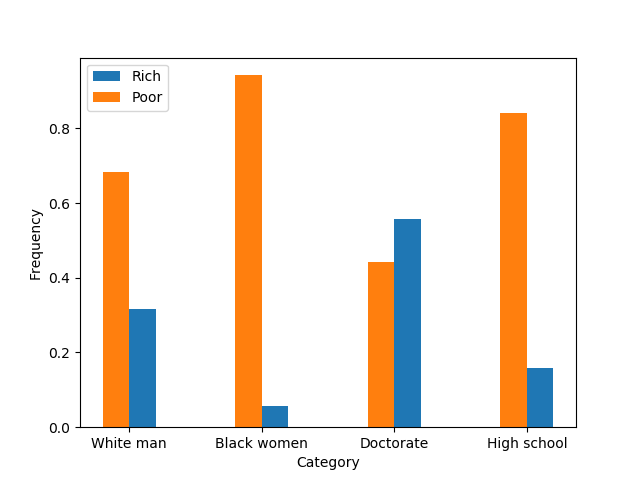 Rich
Poor
Frequency
0.8
0.6
0.4
0.2
0.0
White man
Black women
Doctorate
High school
Category